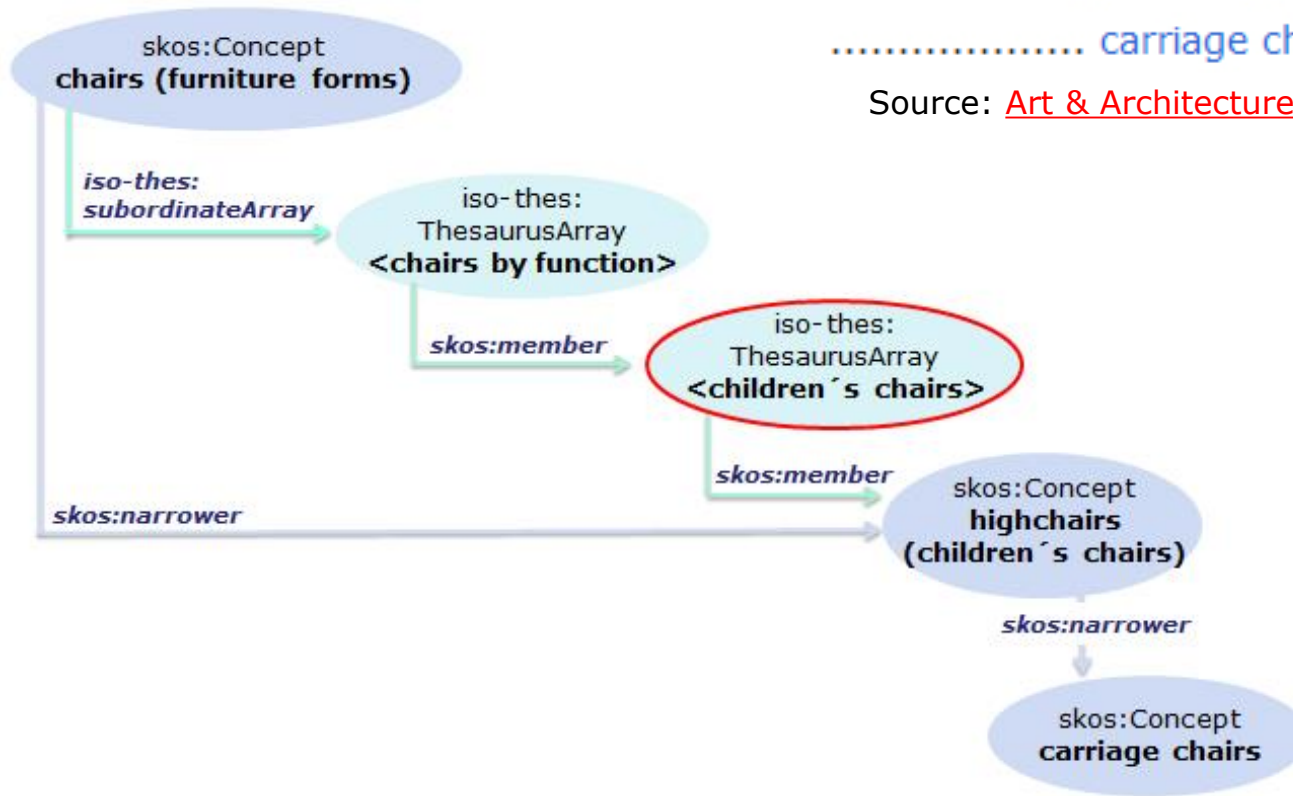 skos:Concept
chairs (furniture forms)
................... carriage
Source: Art & Architecture
iso-thes:
subordinateArray
iso-thes:
ThesaurusArray
<chairs by function>
skos:member
iso-thes:
ThesaurusArray
<children´s chairs>
skos:member
skos:narrower
skos:Concept
highchairs
(children´s chairs)
skos:narrower
skos:Concept
carriage chairs